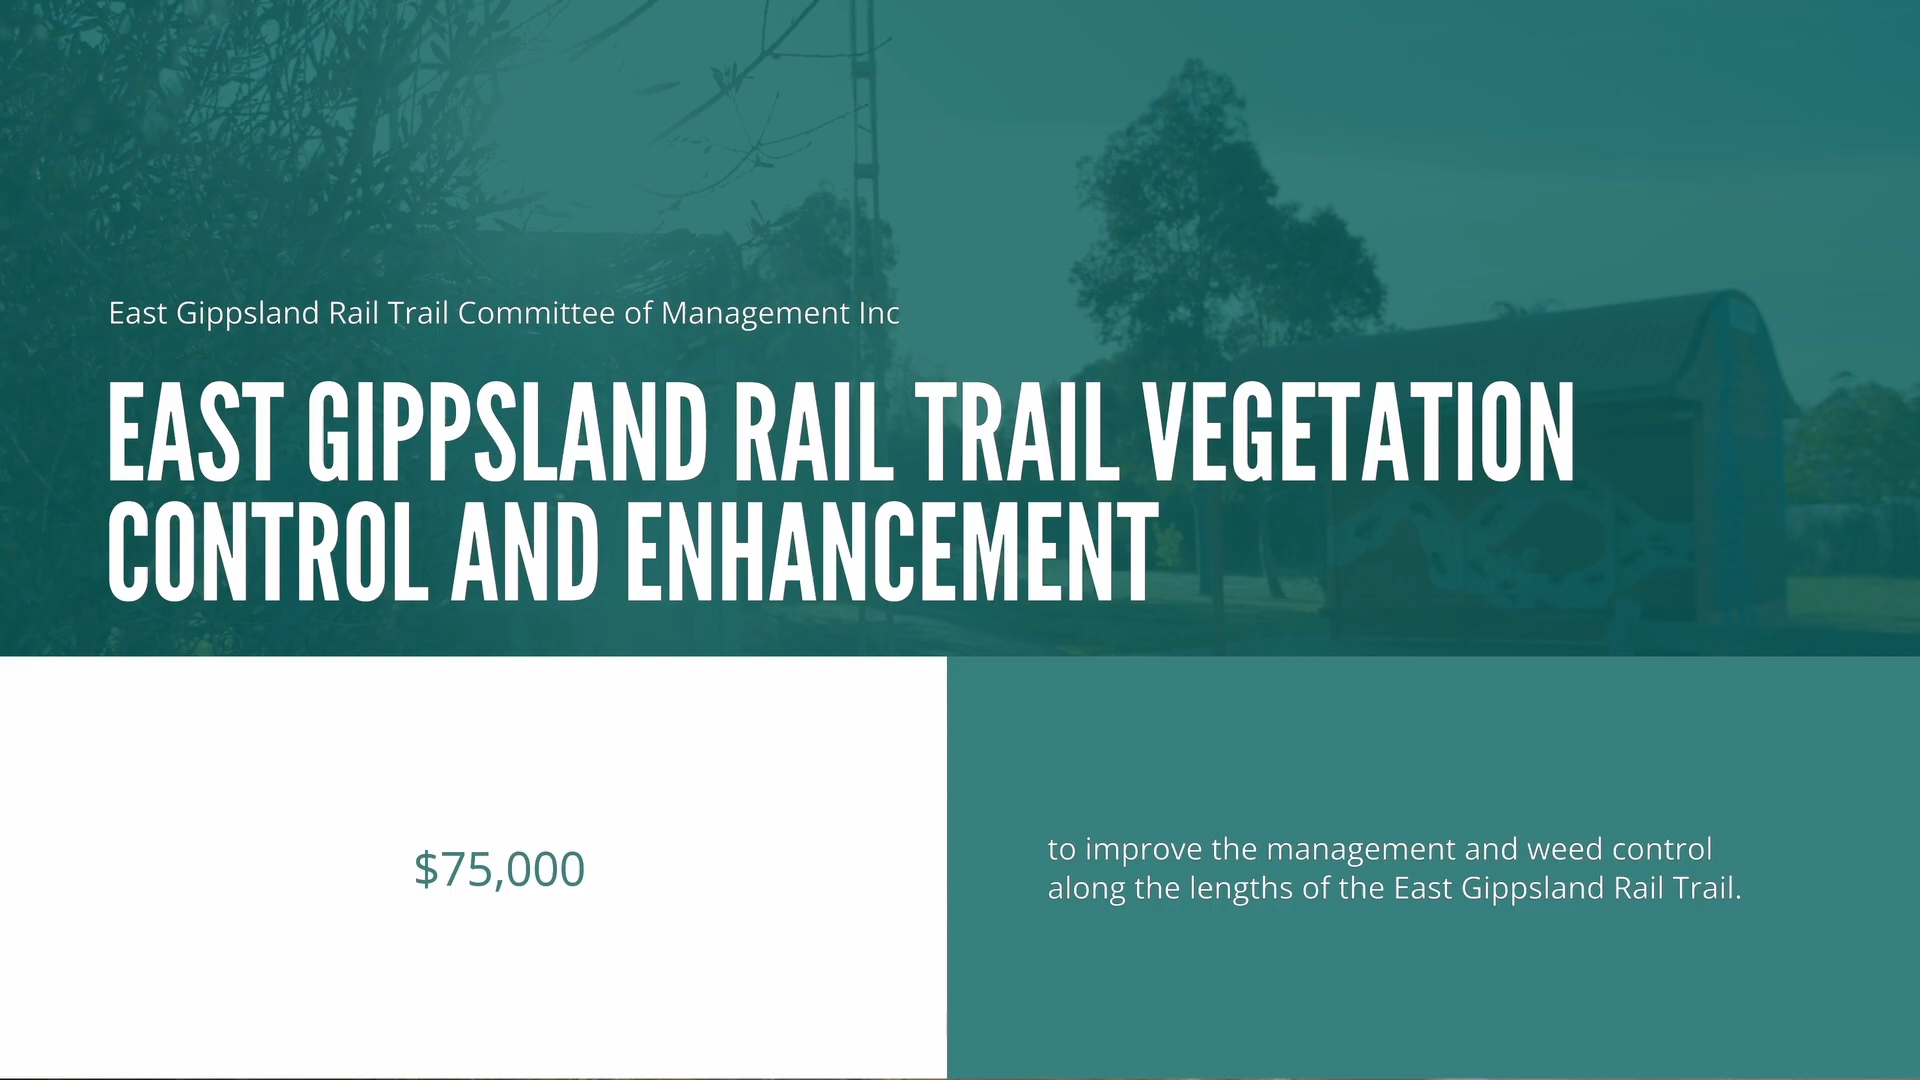 East Gippsland Rail Trail Committee of Management Inc
EAST GIPPSLAND RAIL TRAIL VEGETATION
CONTROL AND ENHANCEMENT
$75,000
to improve the management and weed control
along the lengths of the East Gippsland Rail Trail.